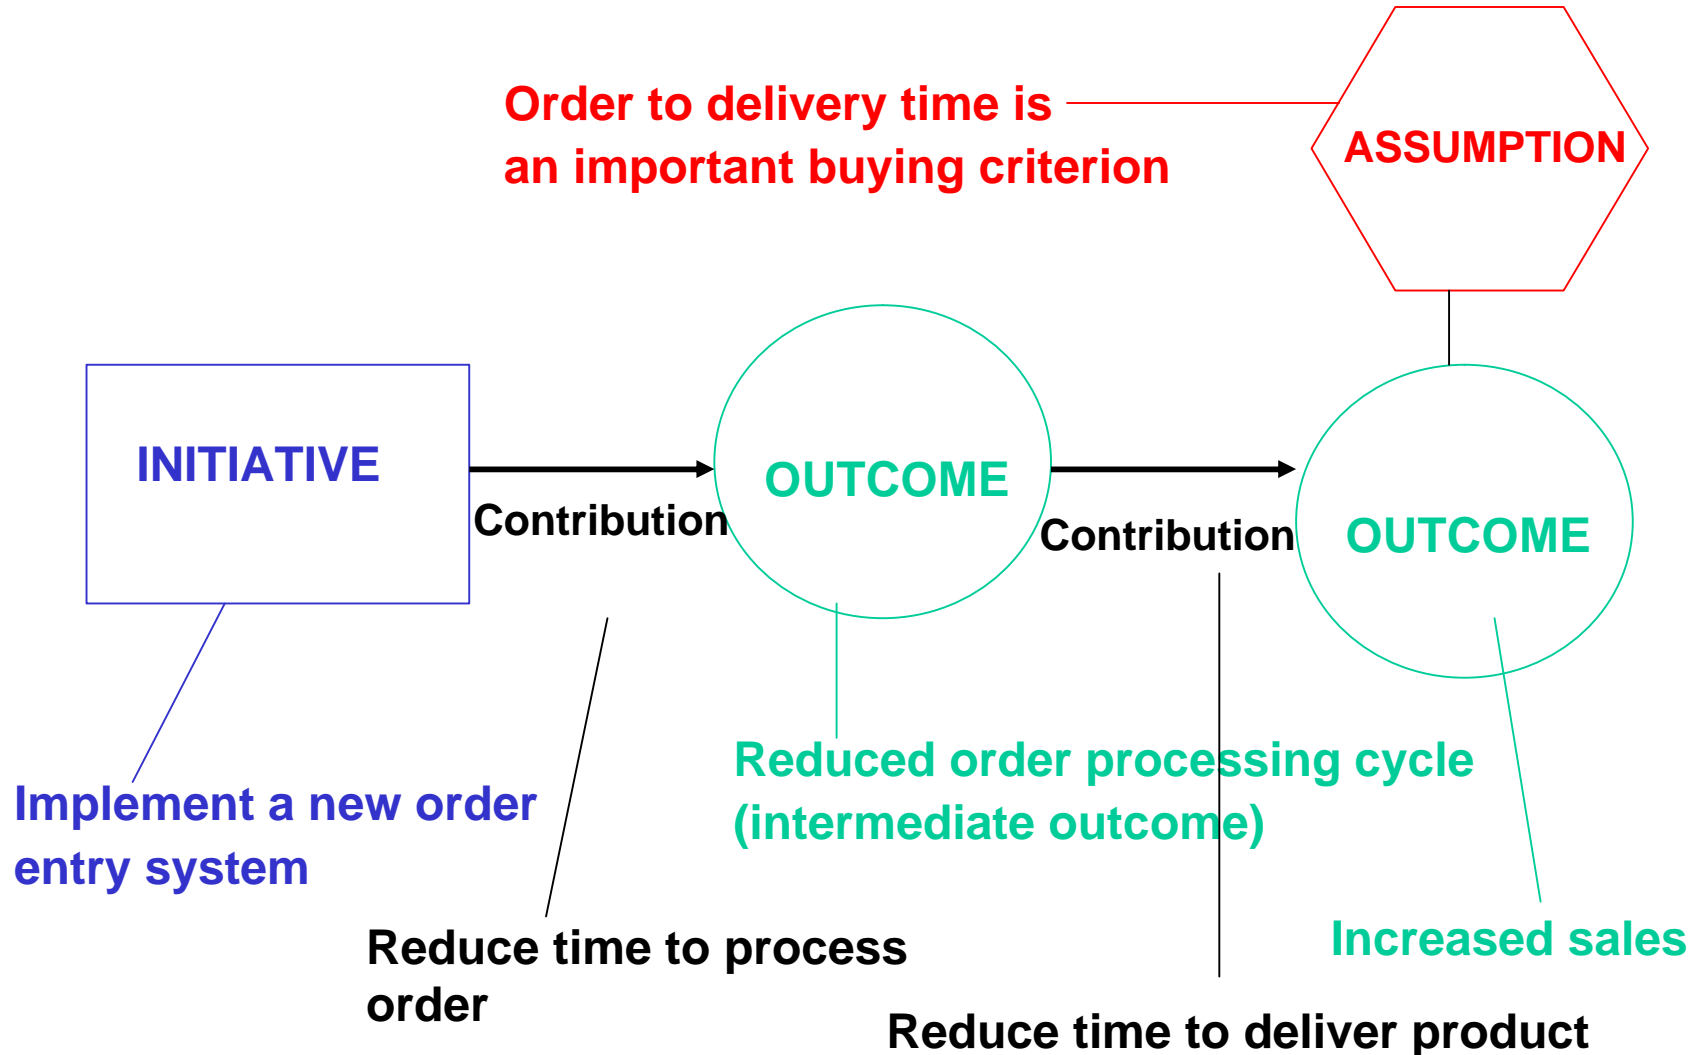 Order to delivery time is
an important buying criterion
ASSUMPTION
INITIATIVE
Contribution
OUTCOME
Contribution
OUTCOME
Implement a new order
entry system
Reduce time to process
order
Reduced order processing cycle
(intermediate outcome)
Reduce time to deliver product
Increased sales